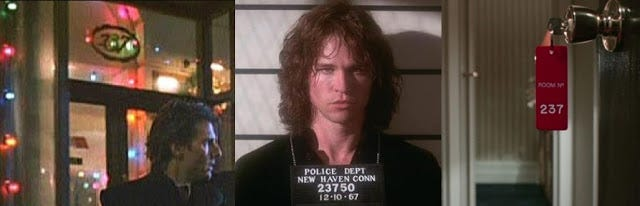 POLICE DEPT
NEW HAVEN CONN
23750
12·10·67
ROOM Nº
237